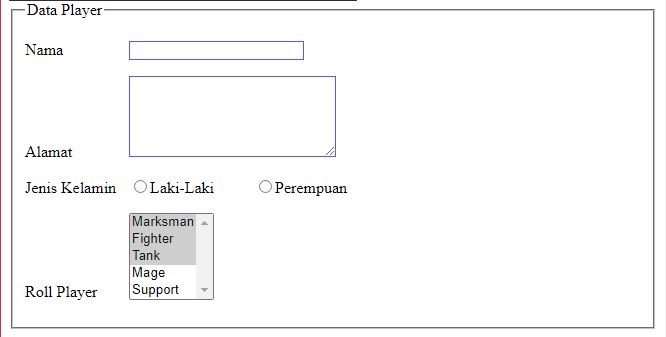 Data Player
Nama
Alamat
Jenis Kelamin Laki-Laki Perempuan
Marksman
Fighter
Tank
Mage
Roll Player Support